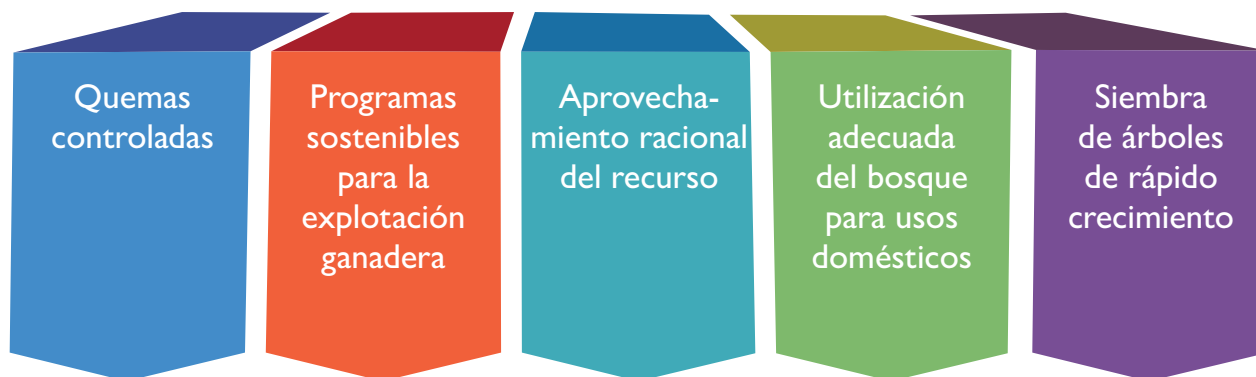 Quemas
controladas
Programas
sostenibles
para la
explotación
ganadera
Aprovecha-
miento racional
del recurso
Utilización
adecuada
del bosque
para usos
domésticos
Siembra
de árboles
de rápido
crecimiento